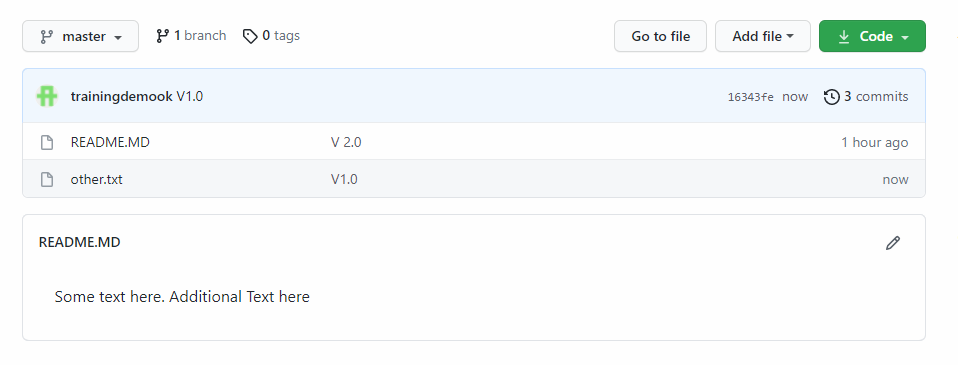 master 1 branch 0 tags Go to file Add file Code
trainingdemook V1.0 16343fe now 3 commits
README.MD V 2.0 1 hour ago
other.txt V1.0 now
README.MD
Some text here. Additional Text here